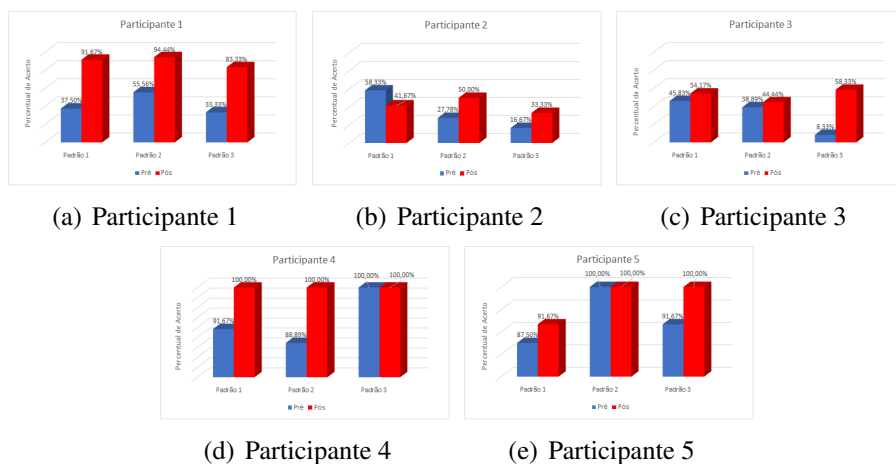 Participante 1
Percentual de Acerto
37,50%
91,67%
55,56%
94,44%
33,33%
83,33%
Padrão 1
Padrão 2
Padrão 3
Pré
Pós
(a) Participante 1
Participante 2
Percentual de Acerto
58,33%
41,67%
27,78%
50,00%
16,67%
33,33%
Padrão 1
Padrão 2
Padrão 3
Pré
Pós
(b) Participante 2
Participante 3
Percentual de Acerto
45,83%
54,17%
38,89%
44,44%
8,33%
58,33%
Padrão 1
Padrão 2
Padrão 3
Pré
Pós
(c) Participante 3
Participante 4
Percentual de Acerto
91,67%
100,00%
88,89%
100,00%
100,00%
100,00%
Padrão 1
Padrão 2
Padrão 3
Pré
Pós
(d) Participante 4
Participante 5
Percentual de Acerto
87,50%
91,67%
100,00%
100,00%
91,67%
100,00%
Padrão 1
Padrão 2
Padrão 3
Pré
Pós
(e) Participante 5